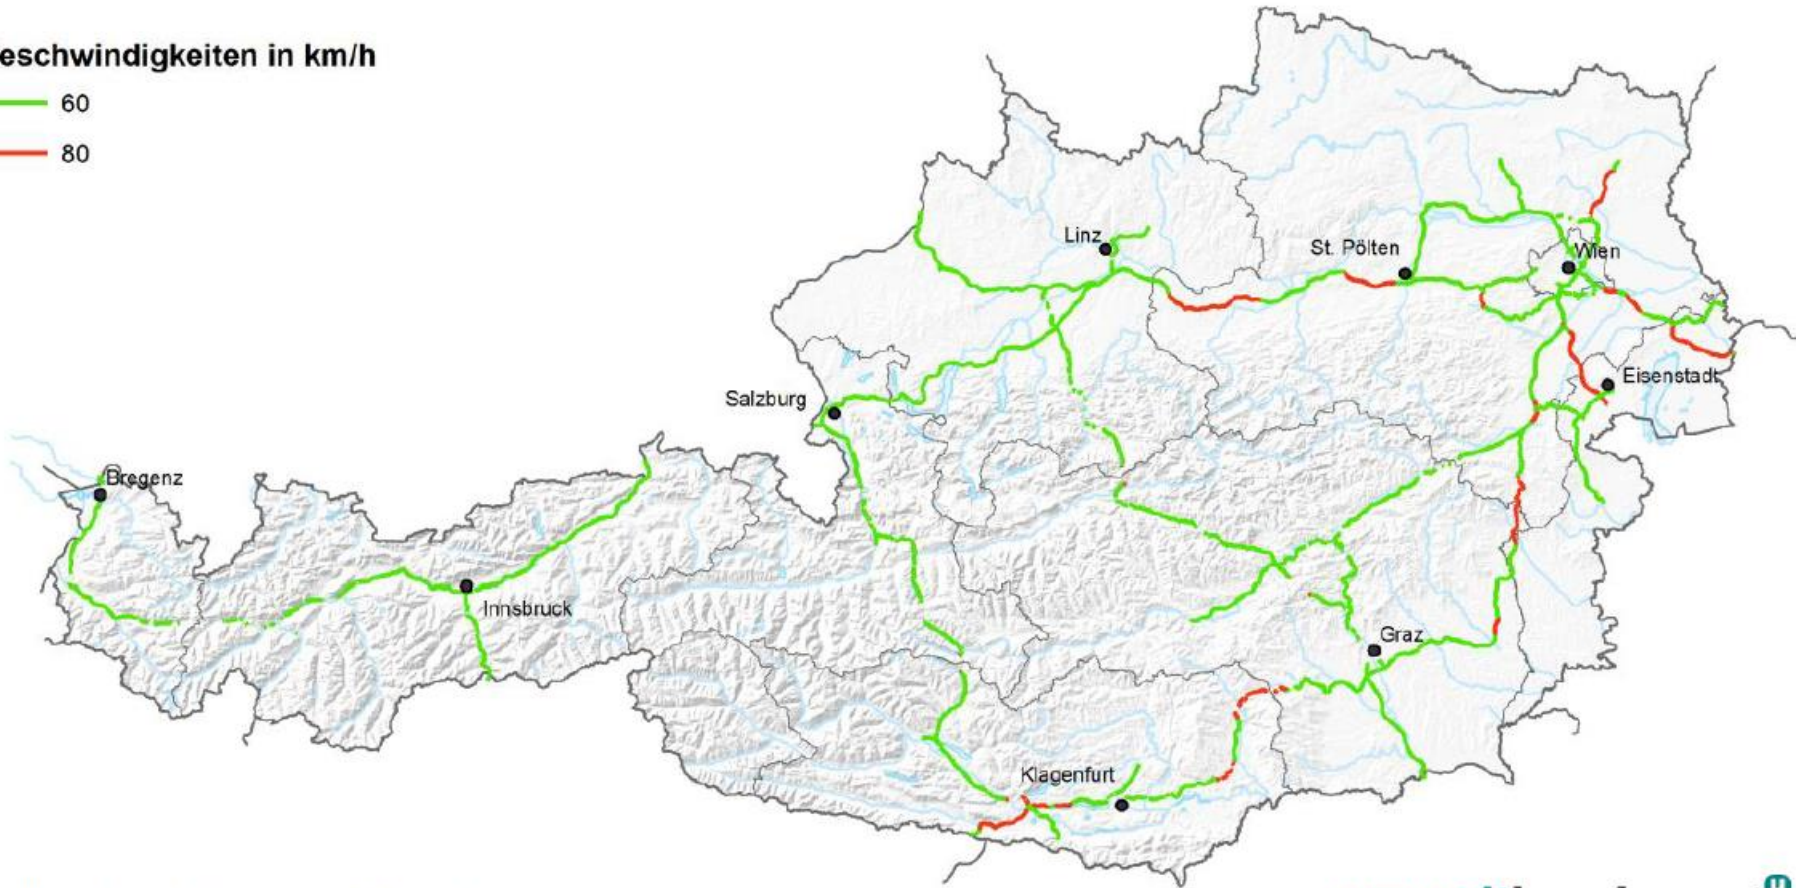 eschwindigkeiten in km/h
60
80
Linz
St. Pölten
Wien
Eisenstadt
Salzburg
Bregenz
Innsbruck
Graz
Klagenfurt